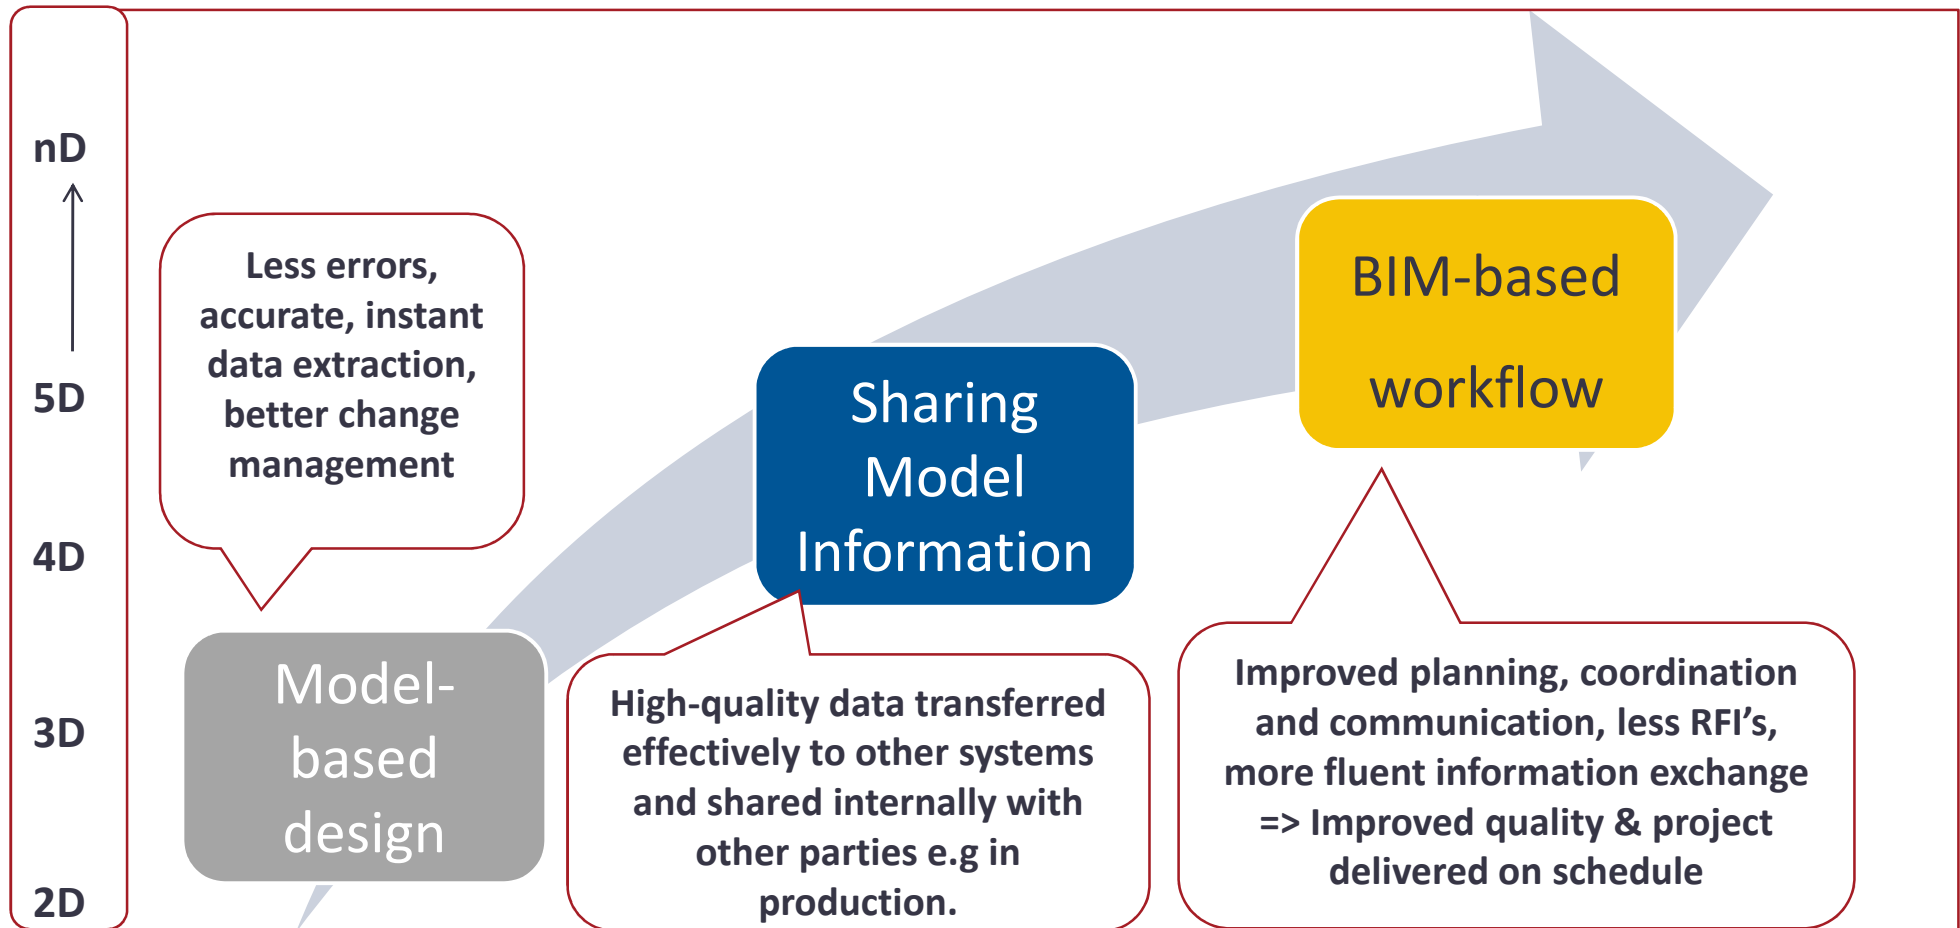 nD
5D
4D
3D
2D
Less errors,
accurate, instant
data extraction,
better change
management
Model-
based
design
Sharing
Model
Information
High-quality data transferred
effectively to other systems
and shared internally with
other parties e.g in
production.
BIM-based
workflow
Improved planning, coordination
and communication, less RFI’s,
more fluent information exchange
=> Improved quality & project
delivered on schedule